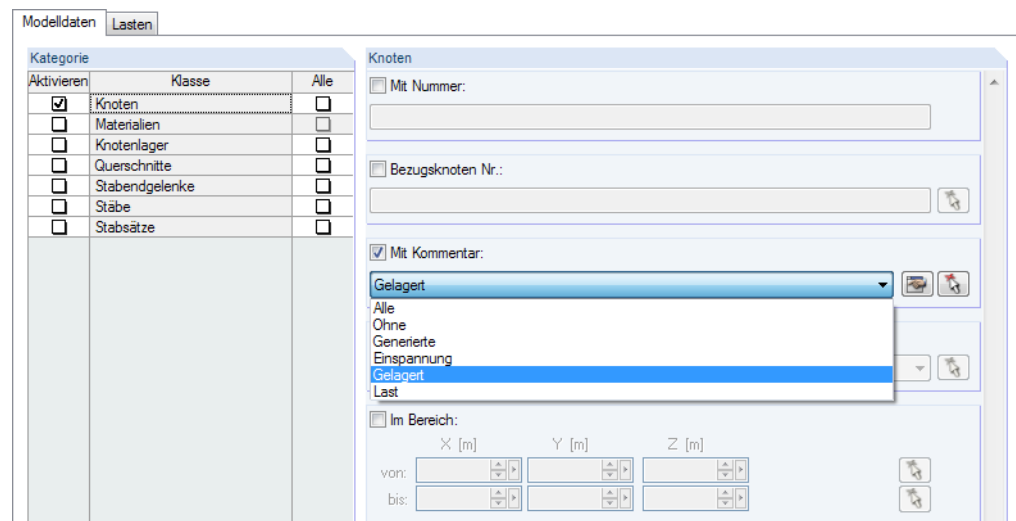 Modelldaten Lasten
Kategorie
Aktivieren Klasse Alle
Knoten
Materialien
Knotenlager
Querschnitte
Stabendgelenke
Stäbe
Stabsätze
Knoten
Mit Nummer:
Bezugsknoten Nr.:
Mit Kommentar:
Gelagert
Alle
Ohne
Generierte
Einspannung
Gelagert
Last
Im Bereich:
X [m] Y [m] Z [m]
von:
bis: